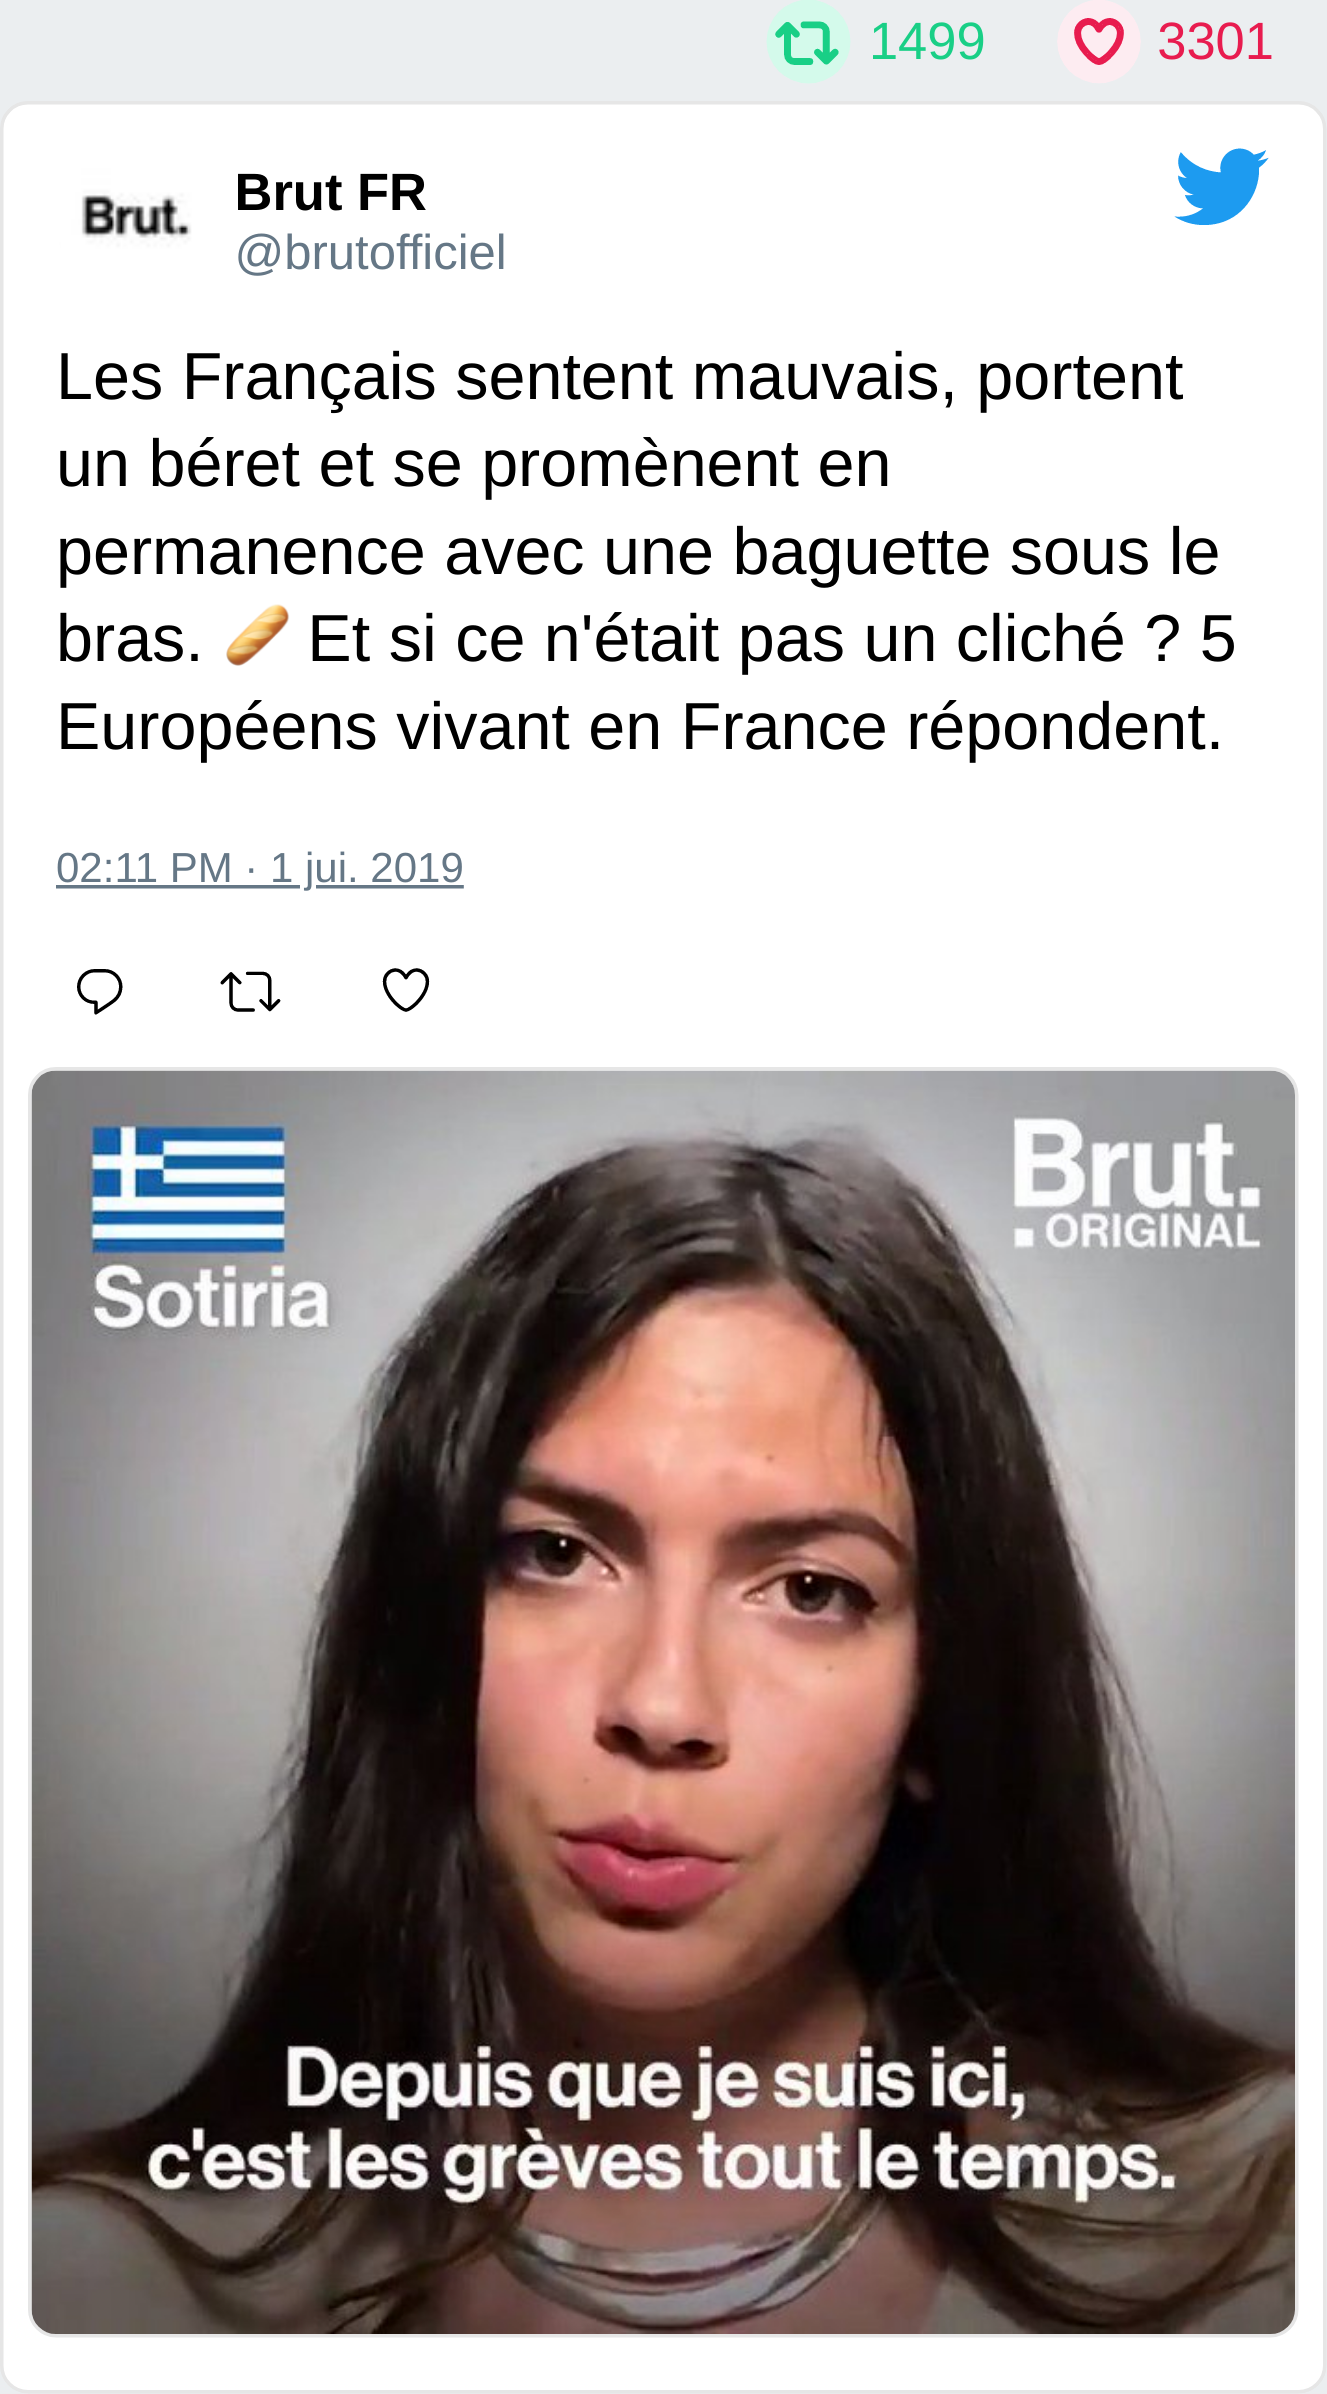 1499 3301
Brut.
Brut FR
@brutofficiel
Les Français sentent mauvais, portent
un béret et se promènent en
permanence avec une baguette sous le
bras. 🥖 Et si ce n'était pas un cliché ? 5
Européens vivant en France répondent.
02:11 PM · 1 jui. 2019
Sotiria
Brut.
ORIGINAL
Depuis que je suis ici,
c'est les grèves tout le temps.